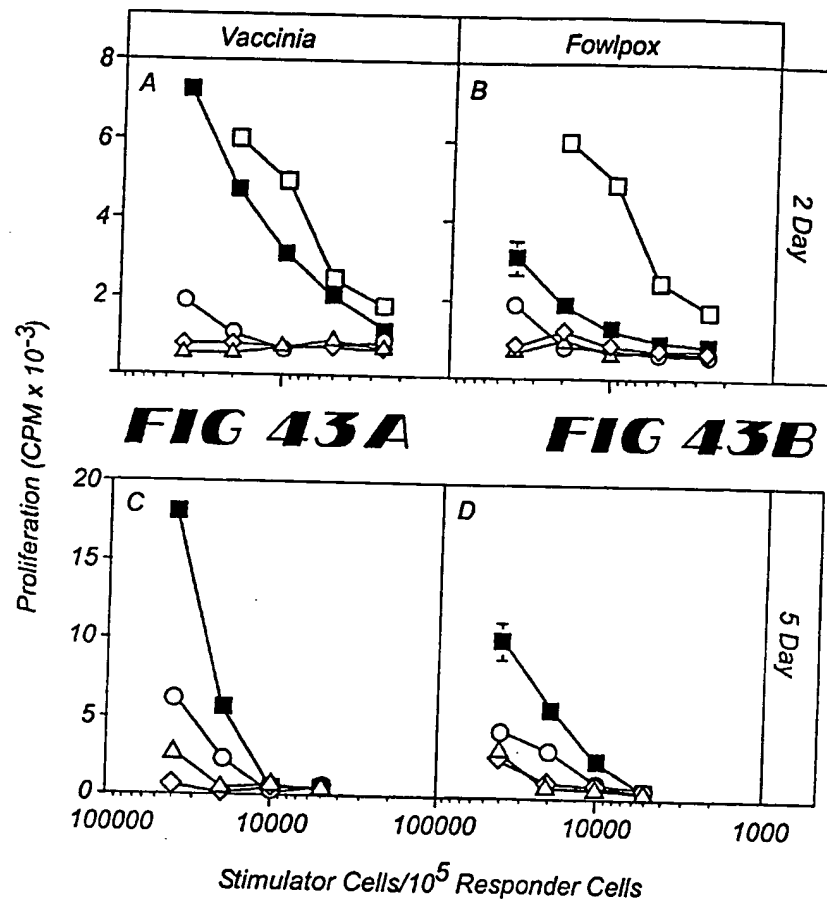 Vaccinia Fowlpox
8 A B
6
4
2
2 Day
FIG 43A FIG 43B
Proliferation (CPM x 10⁻³)
20 C D
15
10
5
0
5 Day
100000 10000 100000 10000 1000
Stimulator Cells/10⁵ Responder Cells